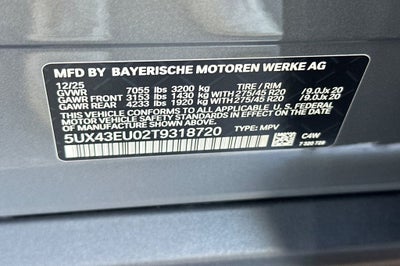 MFD BY BAYERISCHE MOTOREN WERKE AG
12/25 TIRE / RIM
GVWR 7055 lbs 3200 kg
GAWR FRONT 3153 lbs 1430 kg WITH 275/45 R20 /9.0Jx 20
GAWR REAR 4233 lbs 1920 kg WITH 275/45 R20 /9.0Jx 20
THIS VEHICLE CONFORMS TO ALL APPLICABLE U.S. FEDERAL
MOTOR VEHICLE SAFETY STANDARDS IN EFFECT ON THE
DATE OF MANUFACTURE SHOWN ABOVE.
5UX43EU02T9318720 TYPE: MPV C4W